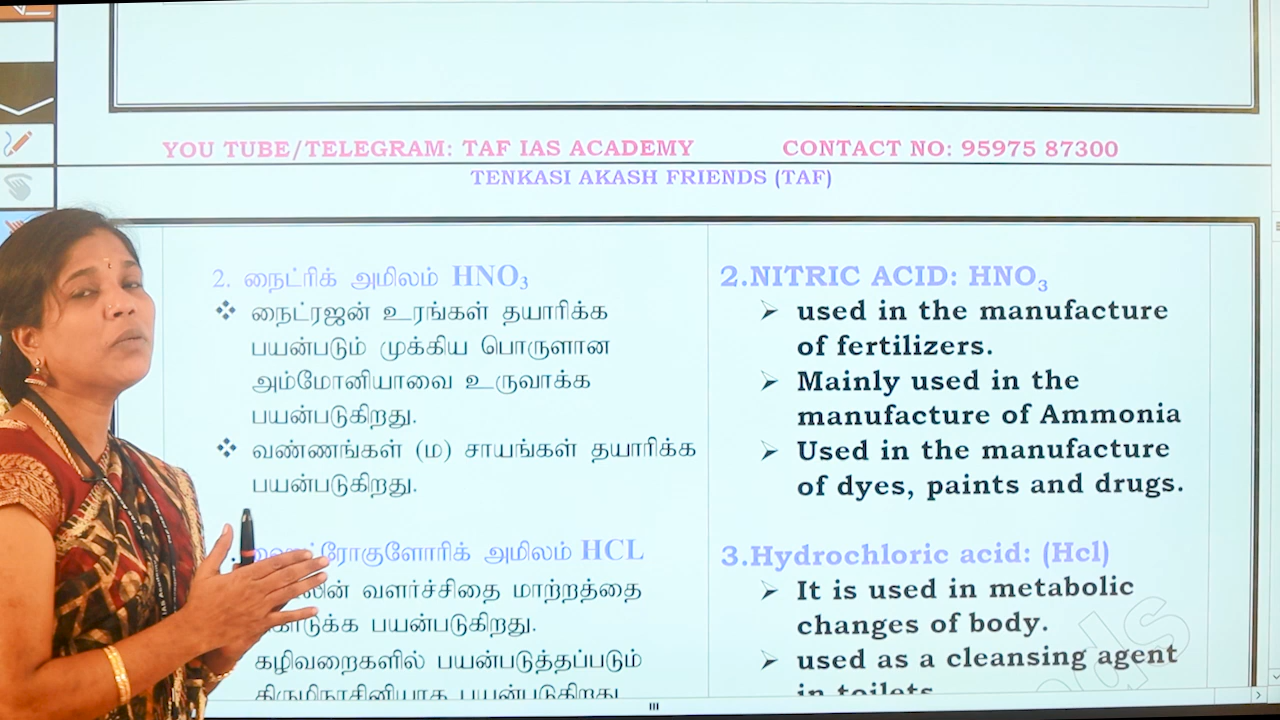 YOU TUBE/TELEGRAM: TAF IAS ACADEMY CONTACT NO: 95975 87300
TENKASI AKASH FRIENDS (TAF)
2. நைட்ரிக் அமிலம் HNO₃
❖ நைட்ரஜன் உரங்கள் தயாரிக்க
பயன்படும் முக்கிய பொருளான
அம்மோனியாவை உருவாக்க
பயன்படுகிறது.
❖ வண்ணங்கள் (ம) சாயங்கள் தயாரிக்க
பயன்படுகிறது.
அமிலம் HCL
வளர்ச்சிதை மாற்றத்தை
பயன்படுகிறது.
கழிவறைகளில் பயன்படுத்தப்படும்
கிருமிநாசினியாக பயன்படுகிறது
2.NITRIC ACID: HNO₃
➢ used in the manufacture
of fertilizers.
➢ Mainly used in the
manufacture of Ammonia
➢ Used in the manufacture
of dyes, paints and drugs.
3.Hydrochloric acid: (Hcl)
➢ It is used in metabolic
changes of body.
➢ used as a cleansing agent
in toilets